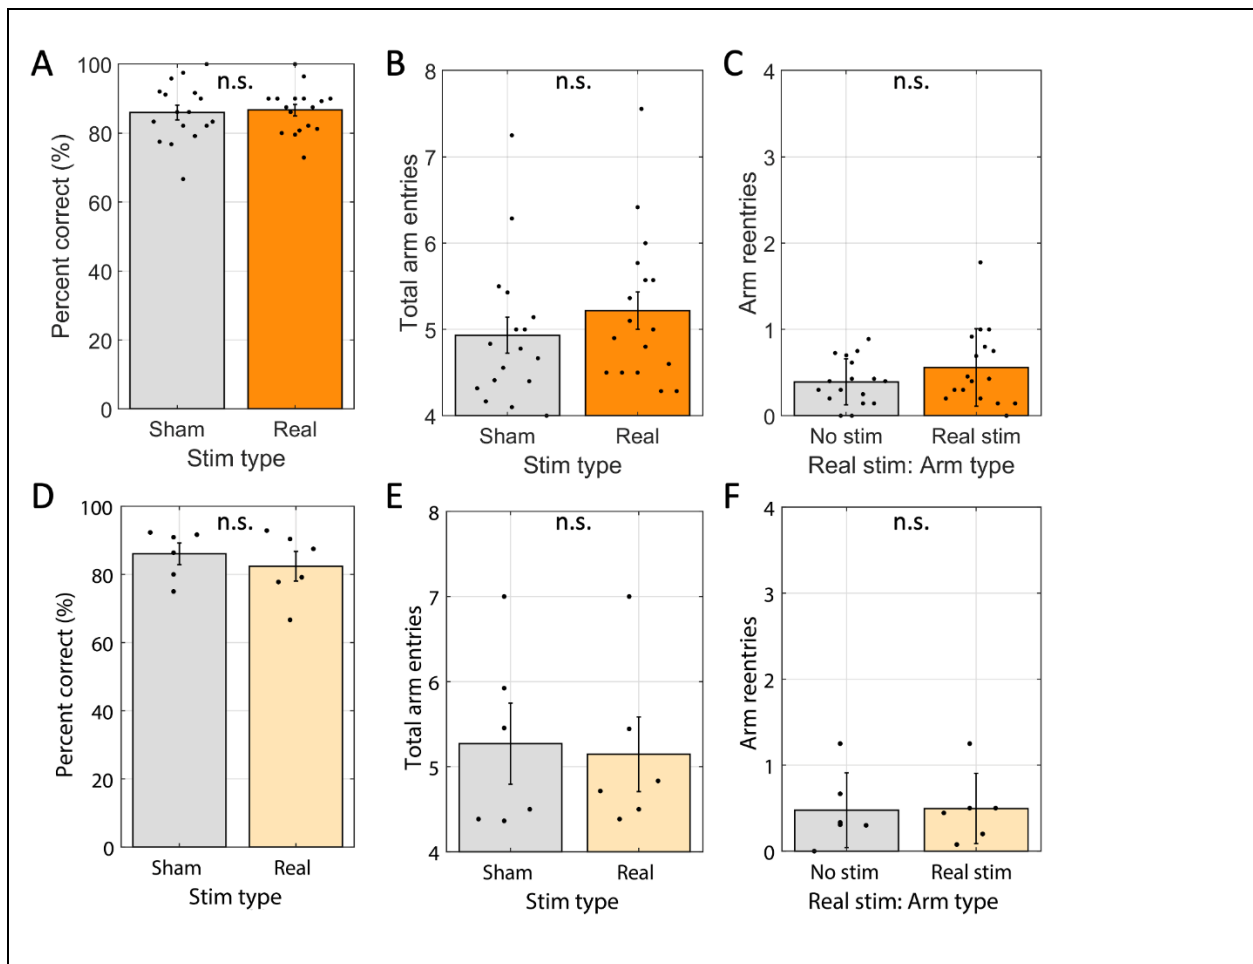 A
n.s.
Percent correct (%)
100
80
60
40
20
0
Sham
Real
Stim type
B
n.s.
Total arm entries
8
7
6
5
4
Sham
Real
Stim type
C
n.s.
Arm reentries
4
3
2
1
0
No stim
Real stim
Real stim: Arm type
D
n.s.
Percent correct (%)
100
80
60
40
20
0
Sham
Real
Stim type
E
n.s.
Total arm entries
8
7
6
5
4
Sham
Real
Stim type
F
n.s.
Arm reentries
4
3
2
1
0
No stim
Real stim
Real stim: Arm type